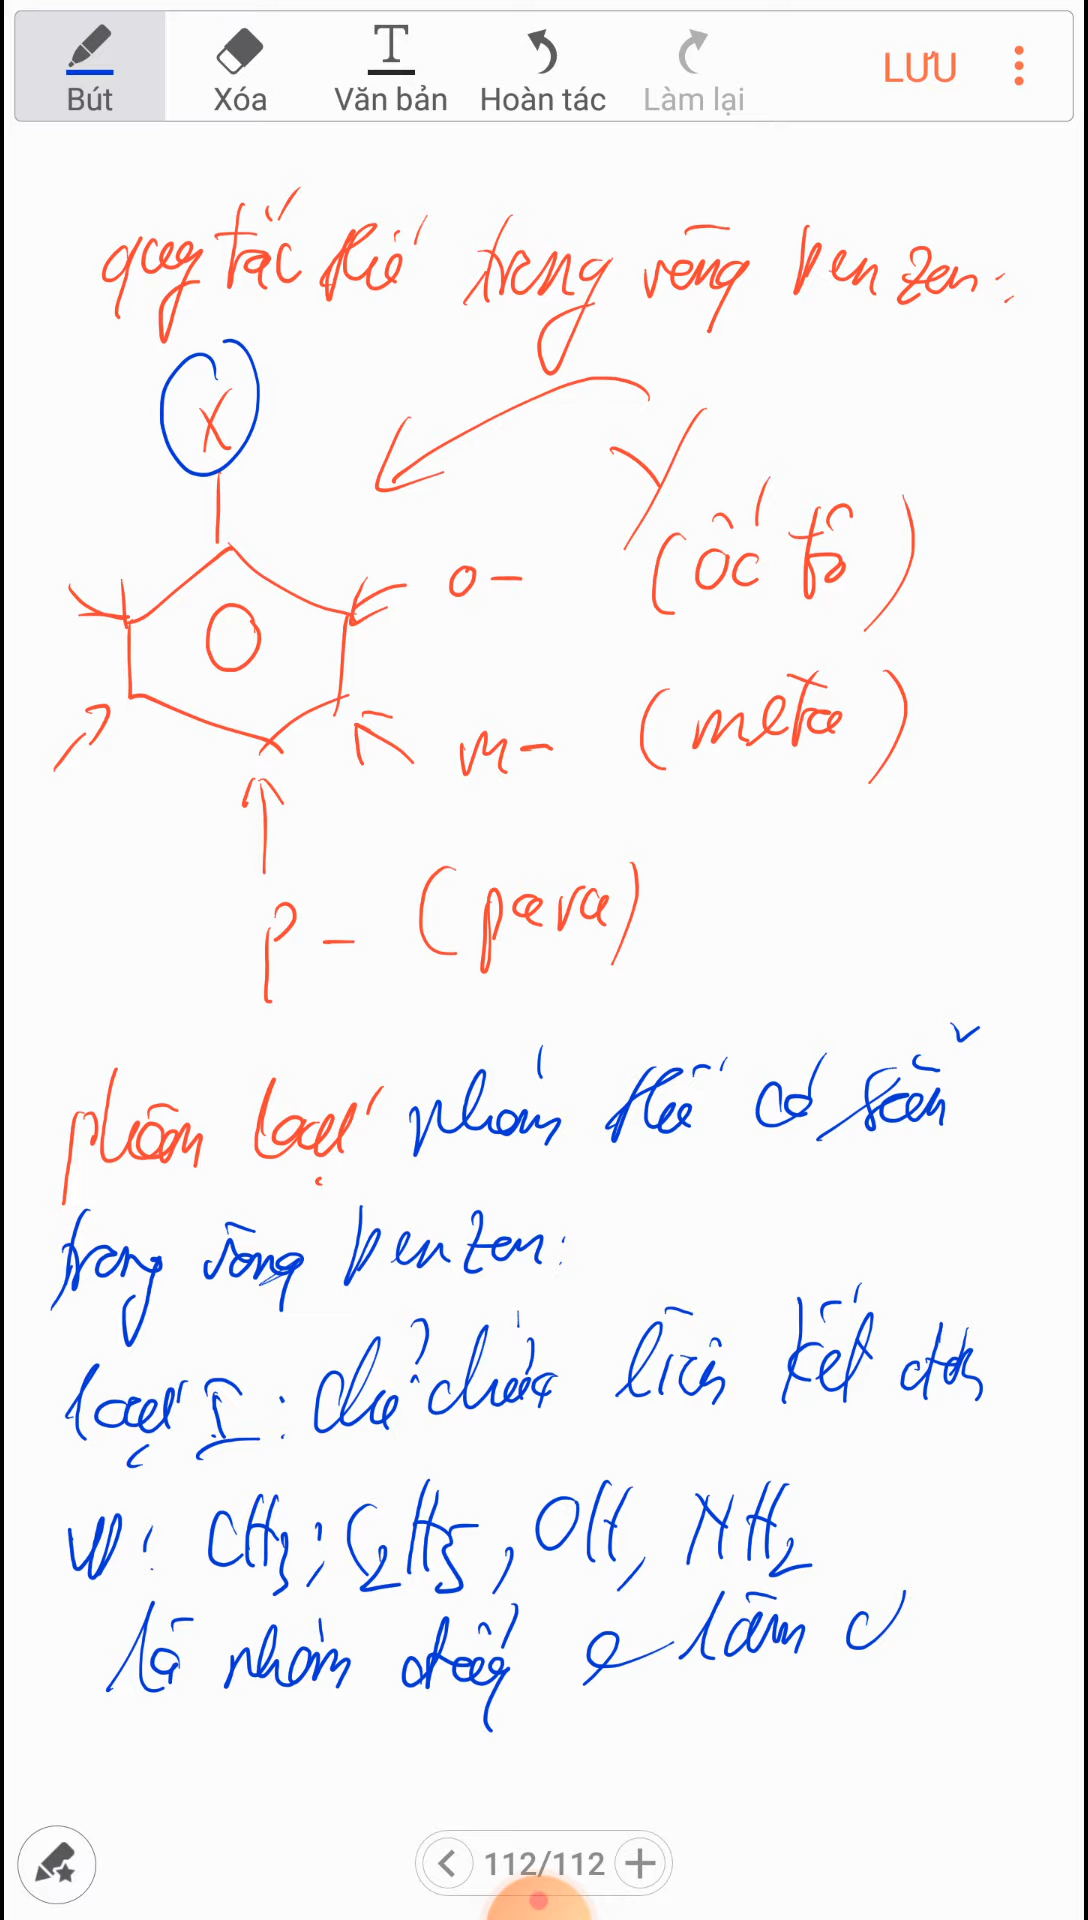 Bút Xóa Văn bản Hoàn tác Làm lại LƯU
quy tắc thế trong vòng benzen:
X
Y
o- (ốc tô)
m- (meta)
p- (para)
phân loại nhóm thế có sẵn
trong vòng benzen:
loại I: chỉ chứa liên kết đơn
VD: CH3; C2H5, OH, NH2
là nhóm đẩy e làm c
112/112